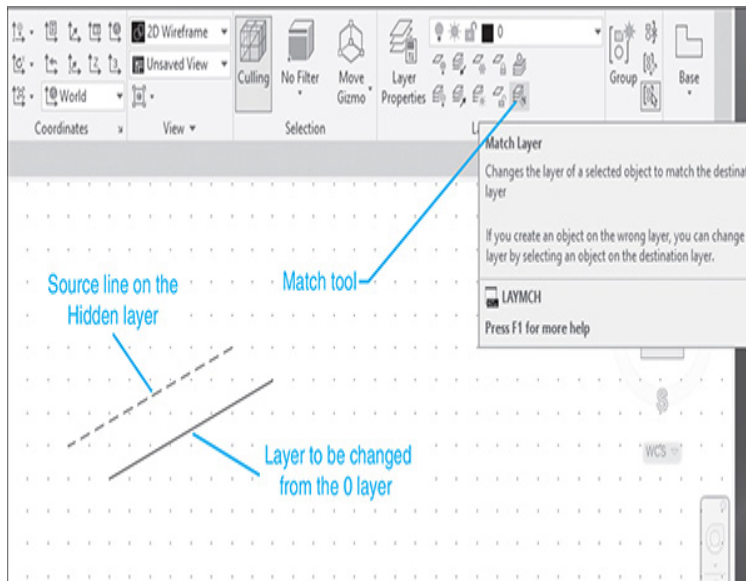 2D Wireframe
Unsaved View
World
Coordinates
View
Culling
No Filter
Move
Gizmo
Selection
0
Layer
Properties
Group
Base
Match Layer
Changes the layer of a selected object to match the destinat
layer
If you create an object on the wrong layer, you can change
layer by selecting an object on the destination layer.
LAYMCH
Press F1 for more help
Match tool
Source line on the
Hidden layer
Layer to be changed
from the 0 layer
S
WCS